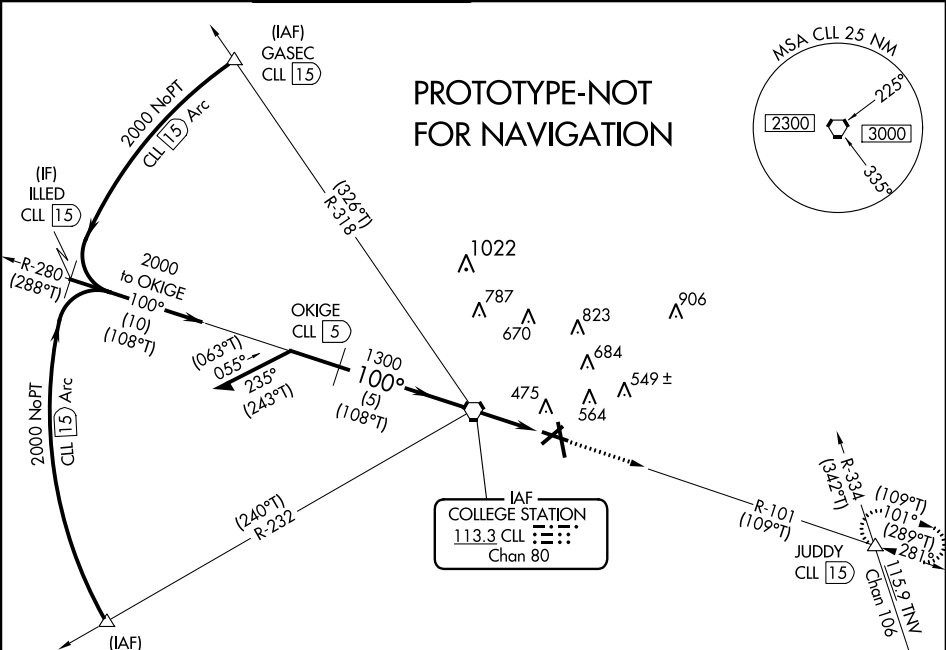 (IAF)
GASEC
CLL 15
PROTOTYPE-NOT
FOR NAVIGATION
MSA CLL 25 NM
225°
2300
3000
335°
2000 NoPT
CLL 15 Arc
(IF)
ILLED
CLL 15
R-280
(288°T)
2000
to OKIGE
100°
(10)
(108°T)
(326°T)
R-318
OKIGE
CLL 5
(063°T)
055°
235°
(243°T)
1300
100°
(5)
(108°T)
1022
787
670
823
906
684
475
564
549 ±
2000 NoPT
CLL 15 Arc
(240°T)
R-232
IAF
COLLEGE STATION
113.3 CLL
Chan 80
R-101
(109°T)
R-334
(342°T)
(109°T)
101°
(289°T)
281°
JUDDY
CLL 15
115.9 TNV
Chan 106
(IAF)